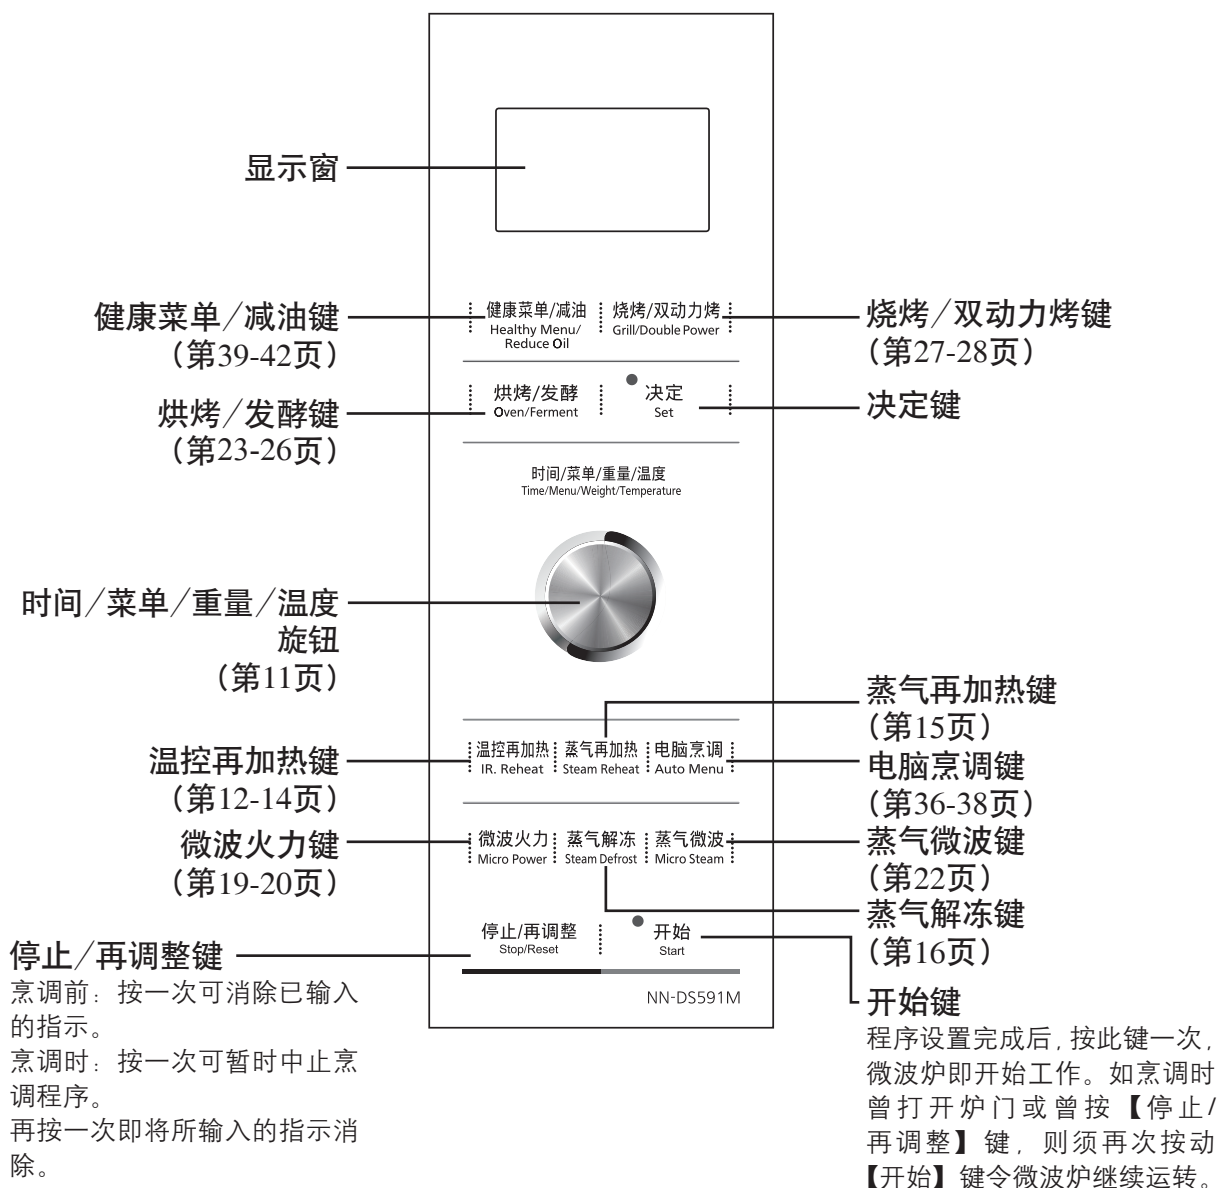 显示窗
健康菜单/减油键
（第39-42页）
烘烤/发酵键
（第23-26页）
时间/菜单/重量/温度
旋钮
（第11页）
温控再加热键
（第12-14页）
微波火力键
（第19-20页）
停止/再调整键
烹调前：按一次可消除已输入
的指示。
烹调时：按一次可暂时中止烹
调程序。
再按一次即将所输入的指示消
除。
健康菜单/减油
Healthy Menu/
Reduce Oil
烧烤/双动力烤
Grill/Double Power
烘烤/发酵
Oven/Ferment
决定
Set
时间/菜单/重量/温度
Time/Menu/Weight/Temperature
温控再加热
IR. Reheat
蒸气再加热
Steam Reheat
电脑烹调
Auto Menu
微波火力
Micro Power
蒸气解冻
Steam Defrost
蒸气微波
Micro Steam
停止/再调整
Stop/Reset
开始
Start
NN-DS591M
烧烤/双动力烤键
（第27-28页）
决定键
蒸气再加热键
（第15页）
电脑烹调键
（第36-38页）
蒸气微波键
（第22页）
蒸气解冻键
（第16页）
开始键
程序设置完成后，按此键一次，
微波炉即开始工作。如烹调时
曾打开炉门或曾按【停止/
再调整】键，则须再次按动
【开始】键令微波炉继续运转。